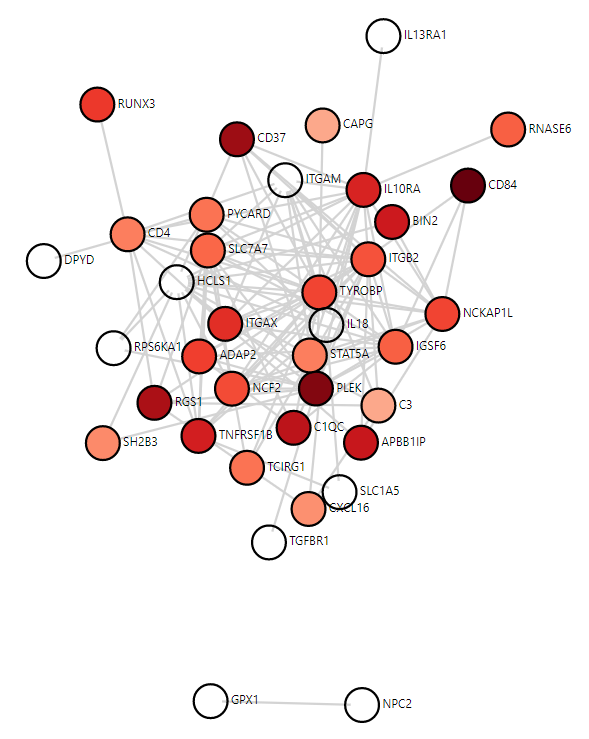 IL13RA1
RUNX3
CAPG
RNASE6
CD37
ITGAM
IL10RA
CD84
PYCARD
BIN2
CD4
SLC7A7
ITGB2
DPYD
HCLS1
TYROBP
NCKAP1L
ITGAX
IL18
RPS6KA1
ADAP2
STAT5A
IGSF6
NCF2
PLEK
RGS1
C3
C1QC
TNFRSF1B
SH2B3
APBB1IP
TCIRG1
SLC1A5
CXCL16
TGFBR1
GPX1
NPC2